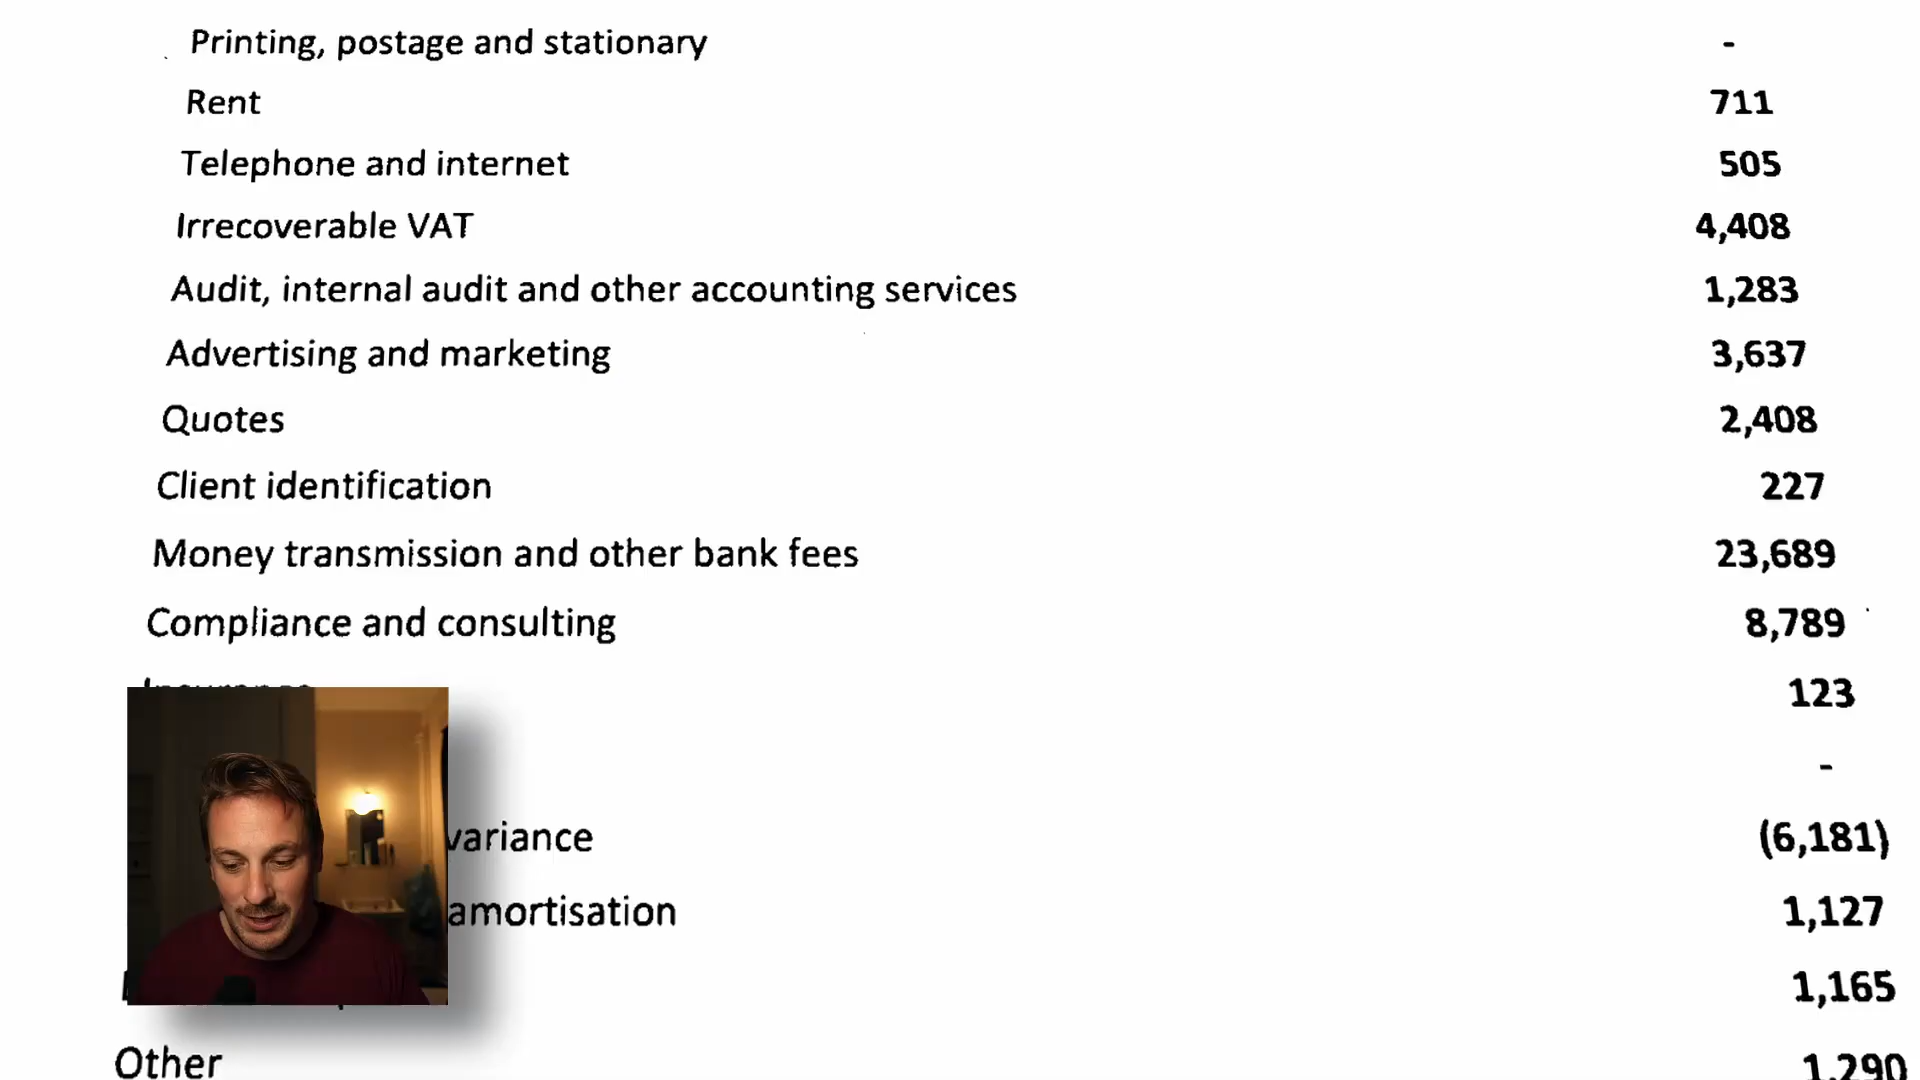 Printing, postage and stationary -
Rent 711
Telephone and internet 505
Irrecoverable VAT 4,408
Audit, internal audit and other accounting services 1,283
Advertising and marketing 3,637
Quotes 2,408
Client identification 227
Money transmission and other bank fees 23,689
Compliance and consulting 8,789
Insurance 123
-
variance (6,181)
amortisation 1,127
1,165
Other 1,290